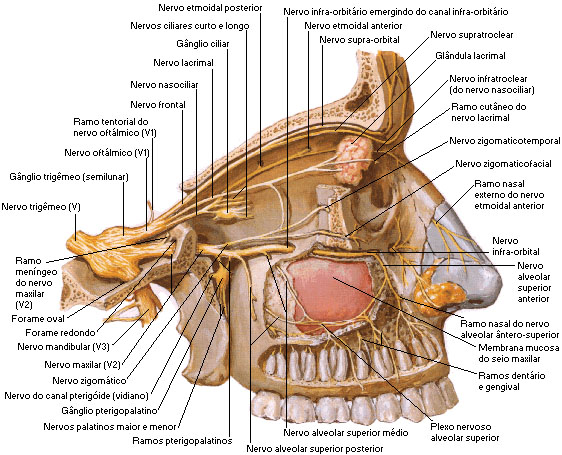 Nervo etmoidal posterior
Nervos ciliares curto e longo
Gânglio ciliar
Nervo lacrimal
Nervo nasociliar
Nervo frontal
Ramo tentorial do
nervo oftálmico (V1)
Nervo oftálmico (V1)
Gânglio trigêmeo (semilunar)
Nervo trigêmeo (V)
Ramo
meníngeo
do nervo
maxilar
(V2)
Forame oval
Forame redondo
Nervo mandibular (V3)
Nervo maxilar (V2)
Nervo zigomático
Nervo do canal pterigóide (vidiano)
Gânglio pterigopalatino
Nervos palatinos maior e menor
Ramos pterigopalatinos
Nervo infra-orbitário emergindo do canal infra-orbitário
Nervo etmoidal anterior
Nervo supra-orbital
Nervo supratroclear
Glândula lacrimal
Nervo infratroclear
(do nervo nasociliar)
Ramo cutâneo do
nervo lacrimal
Nervo zigomaticotemporal
Nervo zigomaticofacial
Ramo nasal
externo do nervo
etmoidal anterior
Nervo
infra-orbital
Nervo
alveolar
superior
anterior
Ramo nasal do nervo
alveolar ântero-superior
Membrana mucosa
do seio maxilar
Ramos dentário
e gengival
Plexo nervoso
alveolar superior
Nervo alveolar superior médio
Nervo alveolar superior posterior